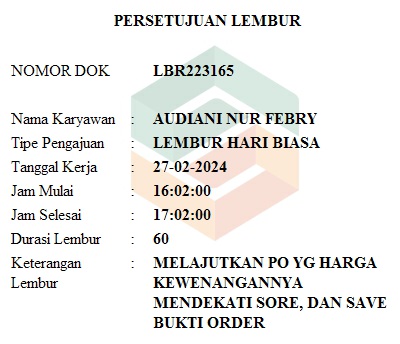 PERSETUJUAN LEMBUR
NOMOR DOK LBR223165
Nama Karyawan : AUDIANI NUR FEBRY
Tipe Pengajuan : LEMBUR HARI BIASA
Tanggal Kerja : 27-02-2024
Jam Mulai : 16:02:00
Jam Selesai : 17:02:00
Durasi Lembur : 60
Keterangan : MELAJUTKAN PO YG HARGA
Lembur KEWENANGANNYA
MENDEKATI SORE, DAN SAVE
BUKTI ORDER